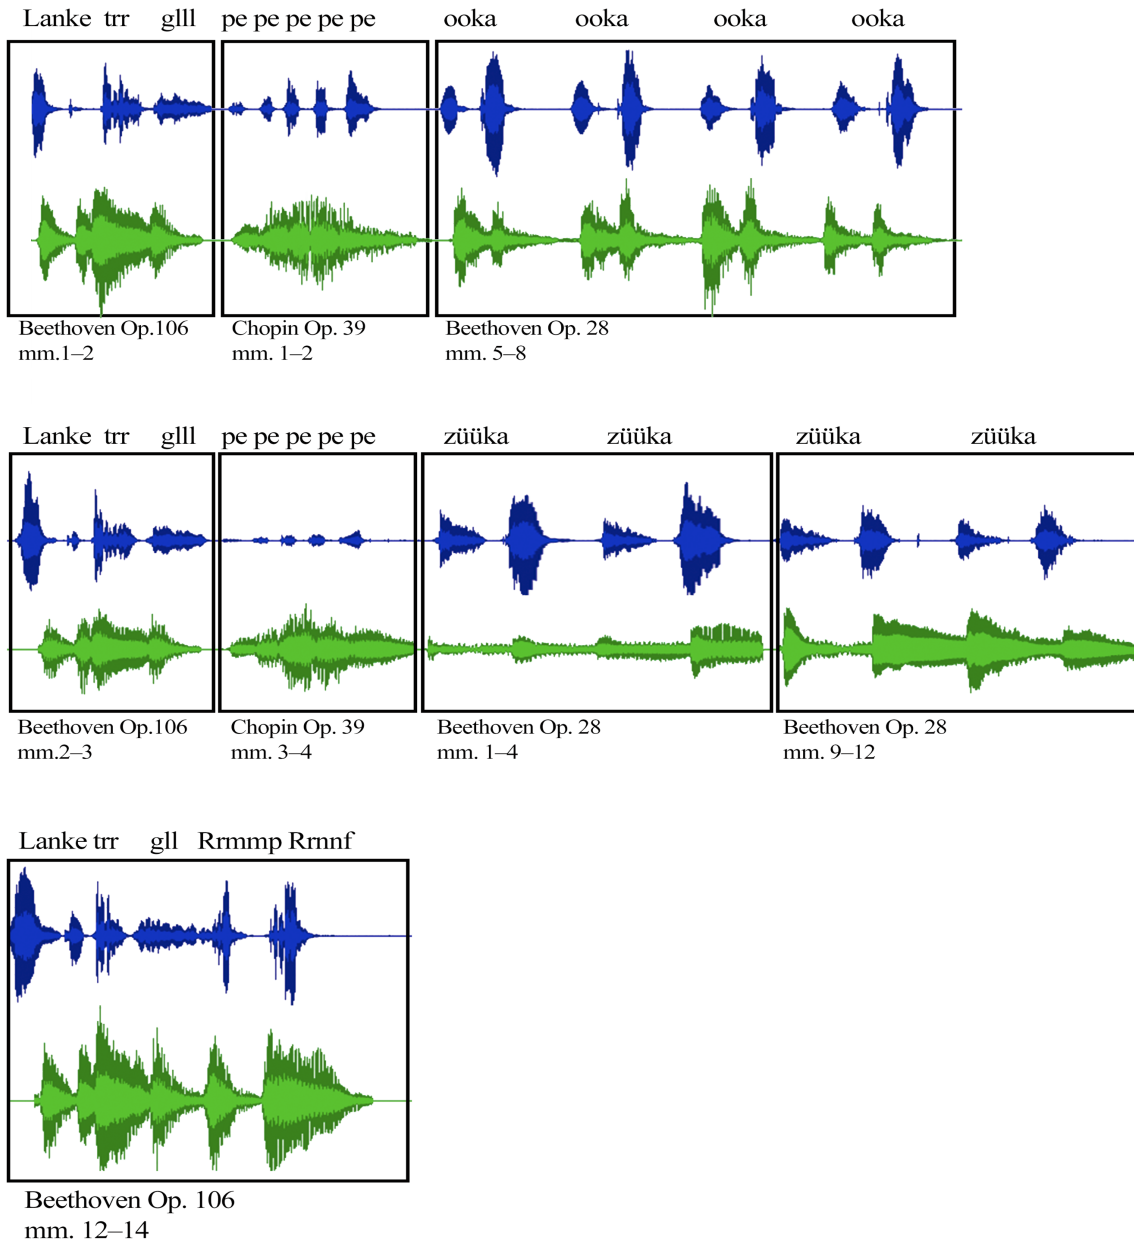 Lanke trr glll pe pe pe pe pe ooka ooka ooka ooka
Beethoven Op.106
mm.1–2
Chopin Op. 39
mm. 1–2
Beethoven Op. 28
mm. 5–8
Lanke trr glll pe pe pe pe pe züüka züüka züüka züüka
Beethoven Op.106
mm.2–3
Chopin Op. 39
mm. 3–4
Beethoven Op. 28
mm. 1–4
Beethoven Op. 28
mm. 9–12
Lanke trr gll Rrmmp Rrnnf
Beethoven Op. 106
mm. 12–14